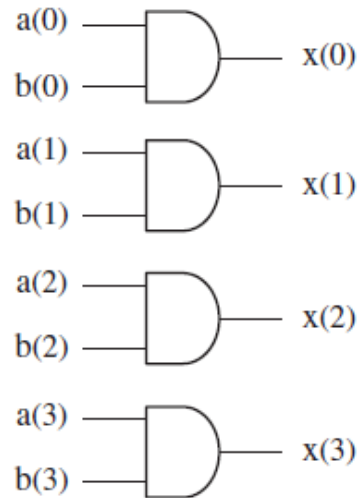 a(0)
x(0)
b(0)
a(1)
x(1)
b(1)
a(2)
x(2)
b(2)
a(3)
x(3)
b(3)